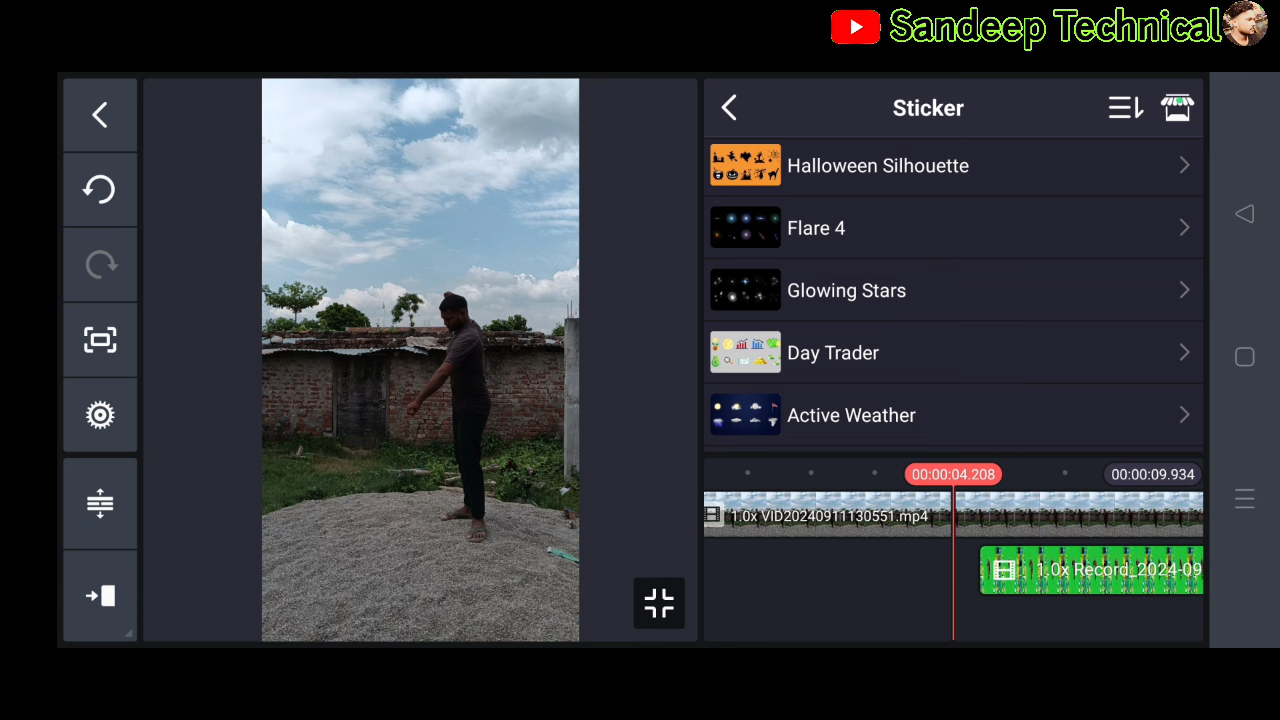 Sandeep Technical
Sticker
Halloween Silhouette
Flare 4
Glowing Stars
Day Trader
Active Weather
00:00:04.208
00:00:09.934
1.0x VID20240911130551.mp4
1.0x Record_2024-09